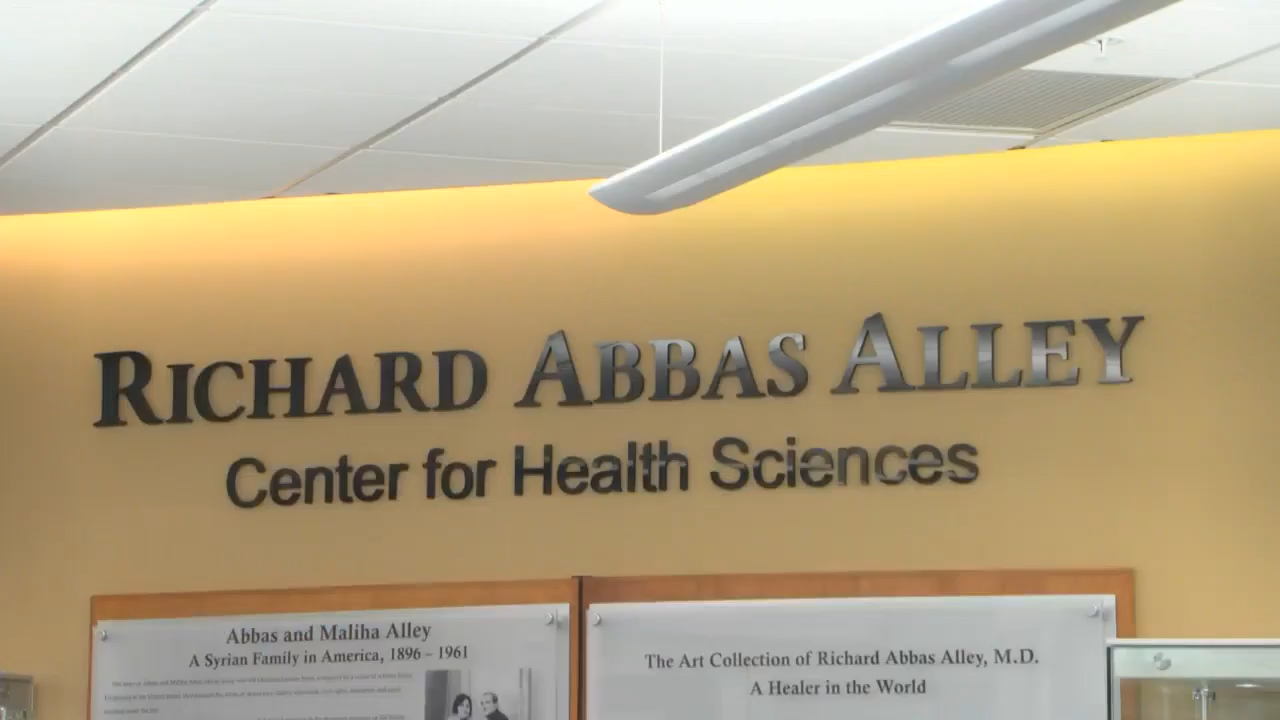 RICHARD ABBAS ALLEY
Center for Health Sciences
Abbas and Maliha Alley
A Syrian Family in America, 1896 – 1961
The Art Collection of Richard Abbas Alley, M.D.
A Healer in the World